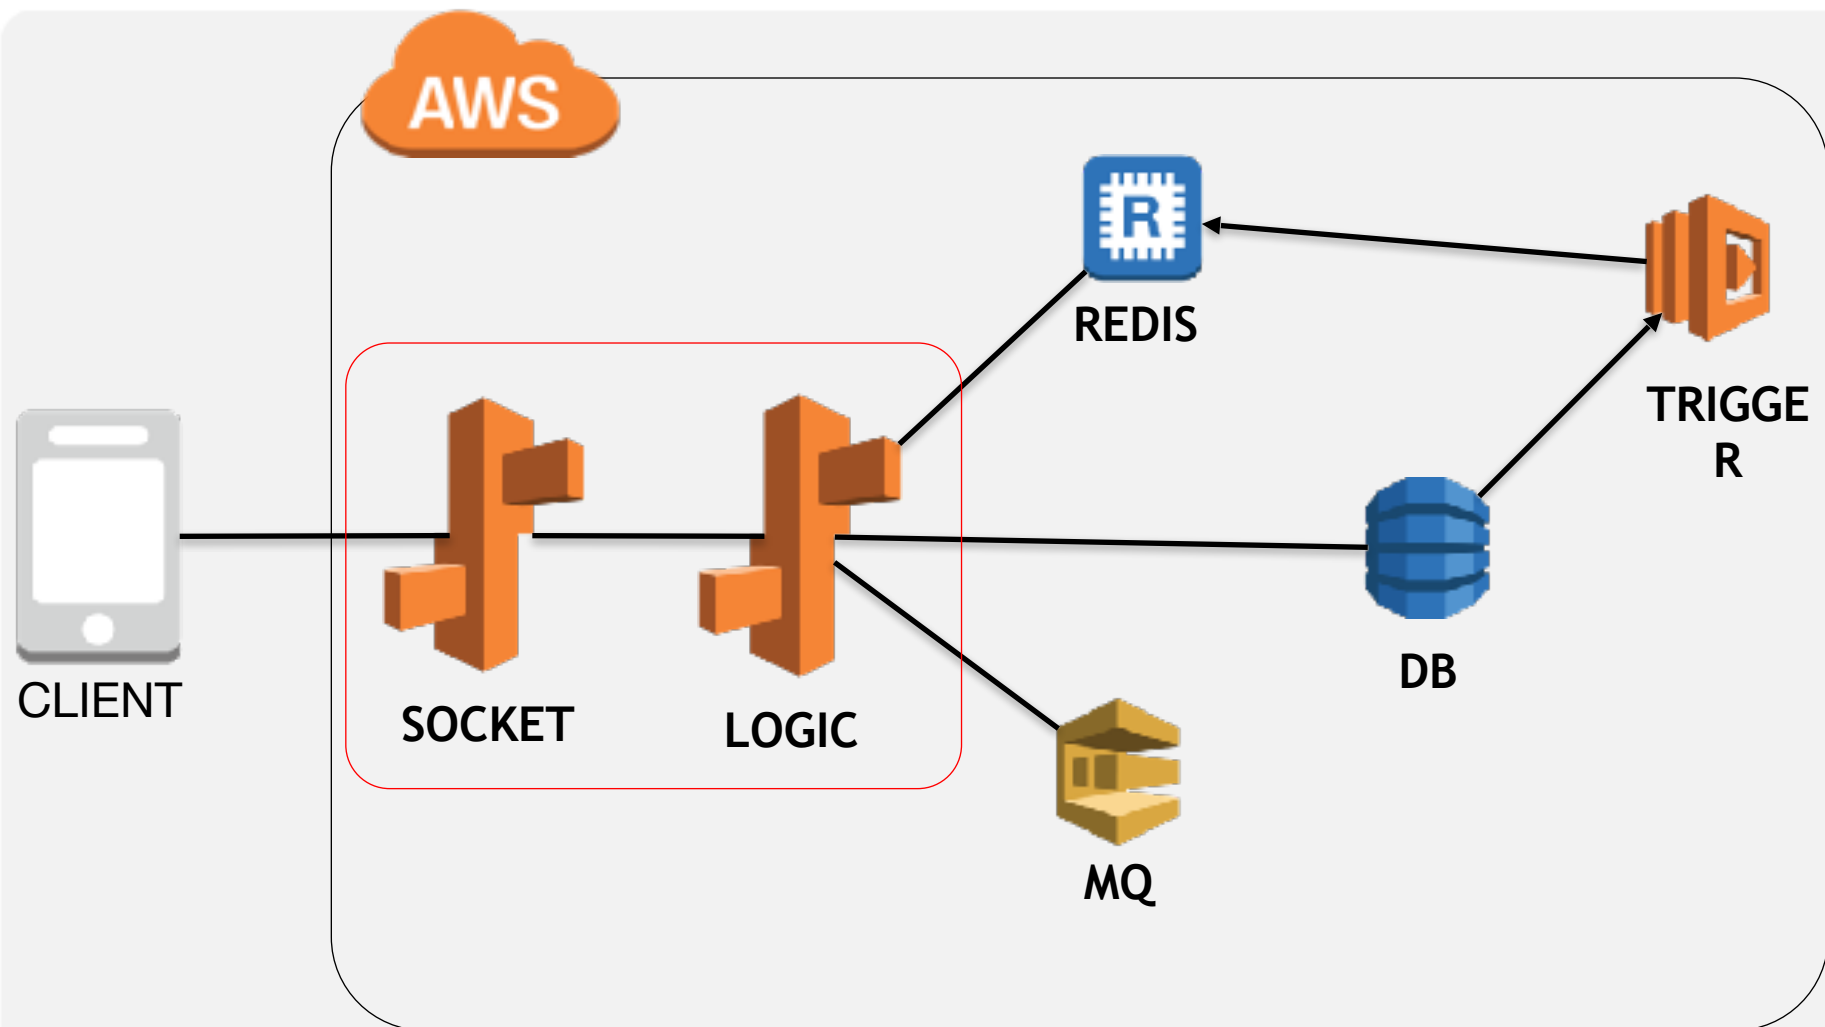 AWS
R
REDIS
TRIGGE
R
CLIENT
SOCKET
LOGIC
DB
MQ